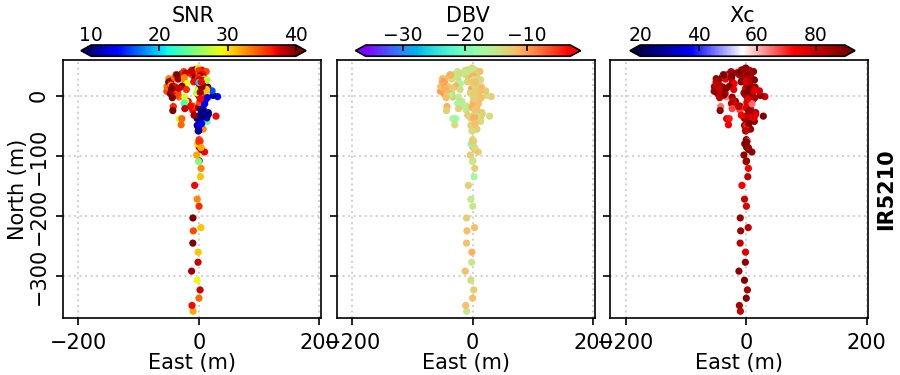 SNR DBV Xc
10 20 30 40 −30 −20 −10 20 40 60 80
North (m)
0
−100
−200
−300
IR5210
−200 0 200 −200 0 200 −200 0 200
East (m) East (m) East (m)